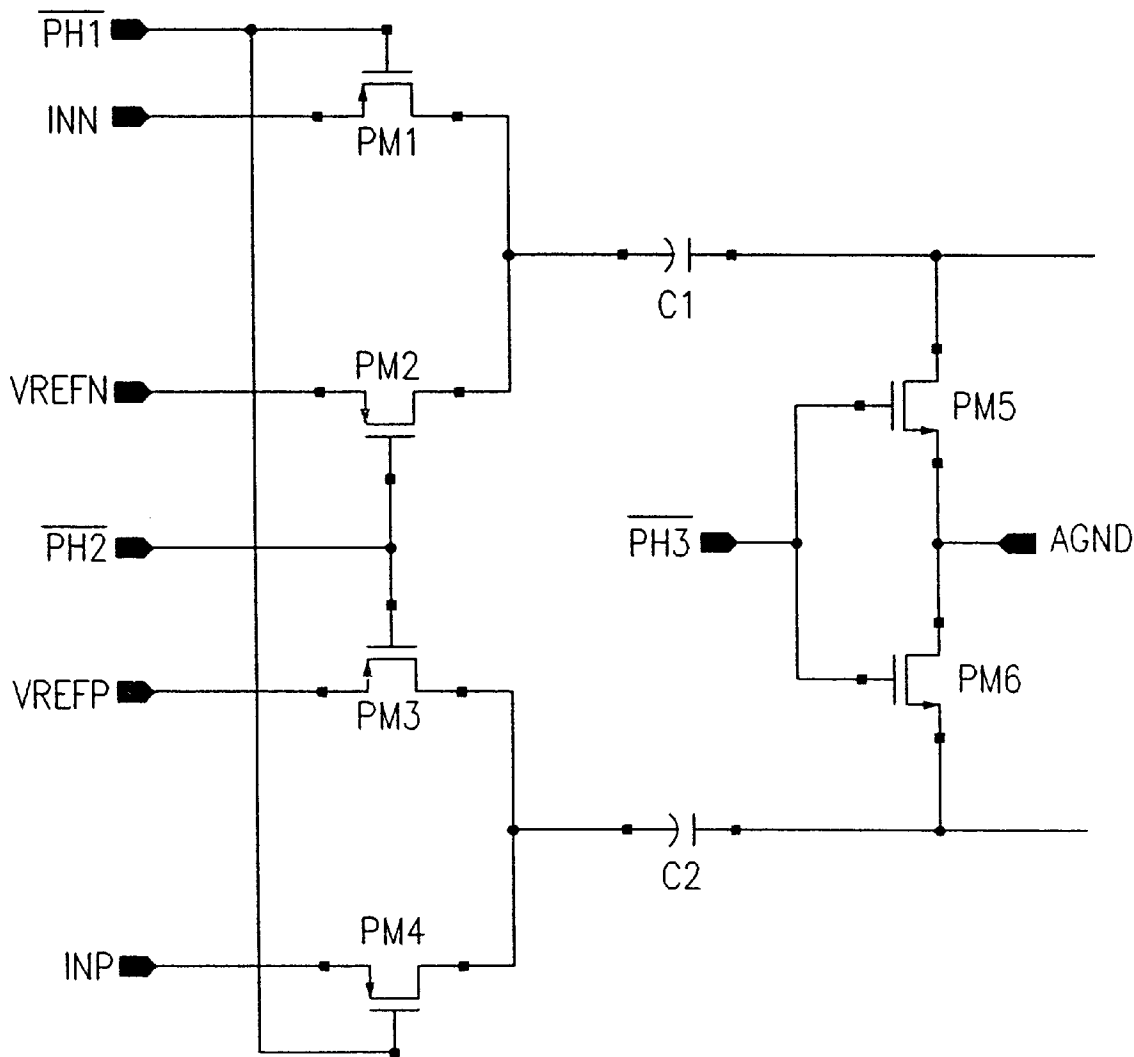 PH1
INN
PM1
C1
PM2
VREFN
PM5
PH2
PH3
AGND
VREFP
PM3
PM6
C2
PM4
INP